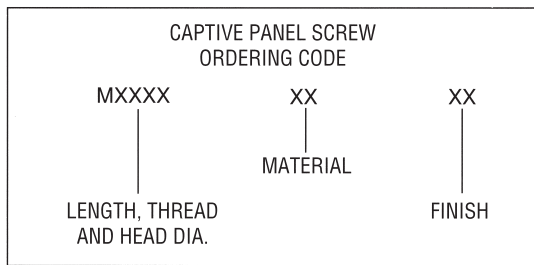 CAPTIVE PANEL SCREW
ORDERING CODE
MXXXX XX XX
MATERIAL
LENGTH, THREAD FINISH
AND HEAD DIA.